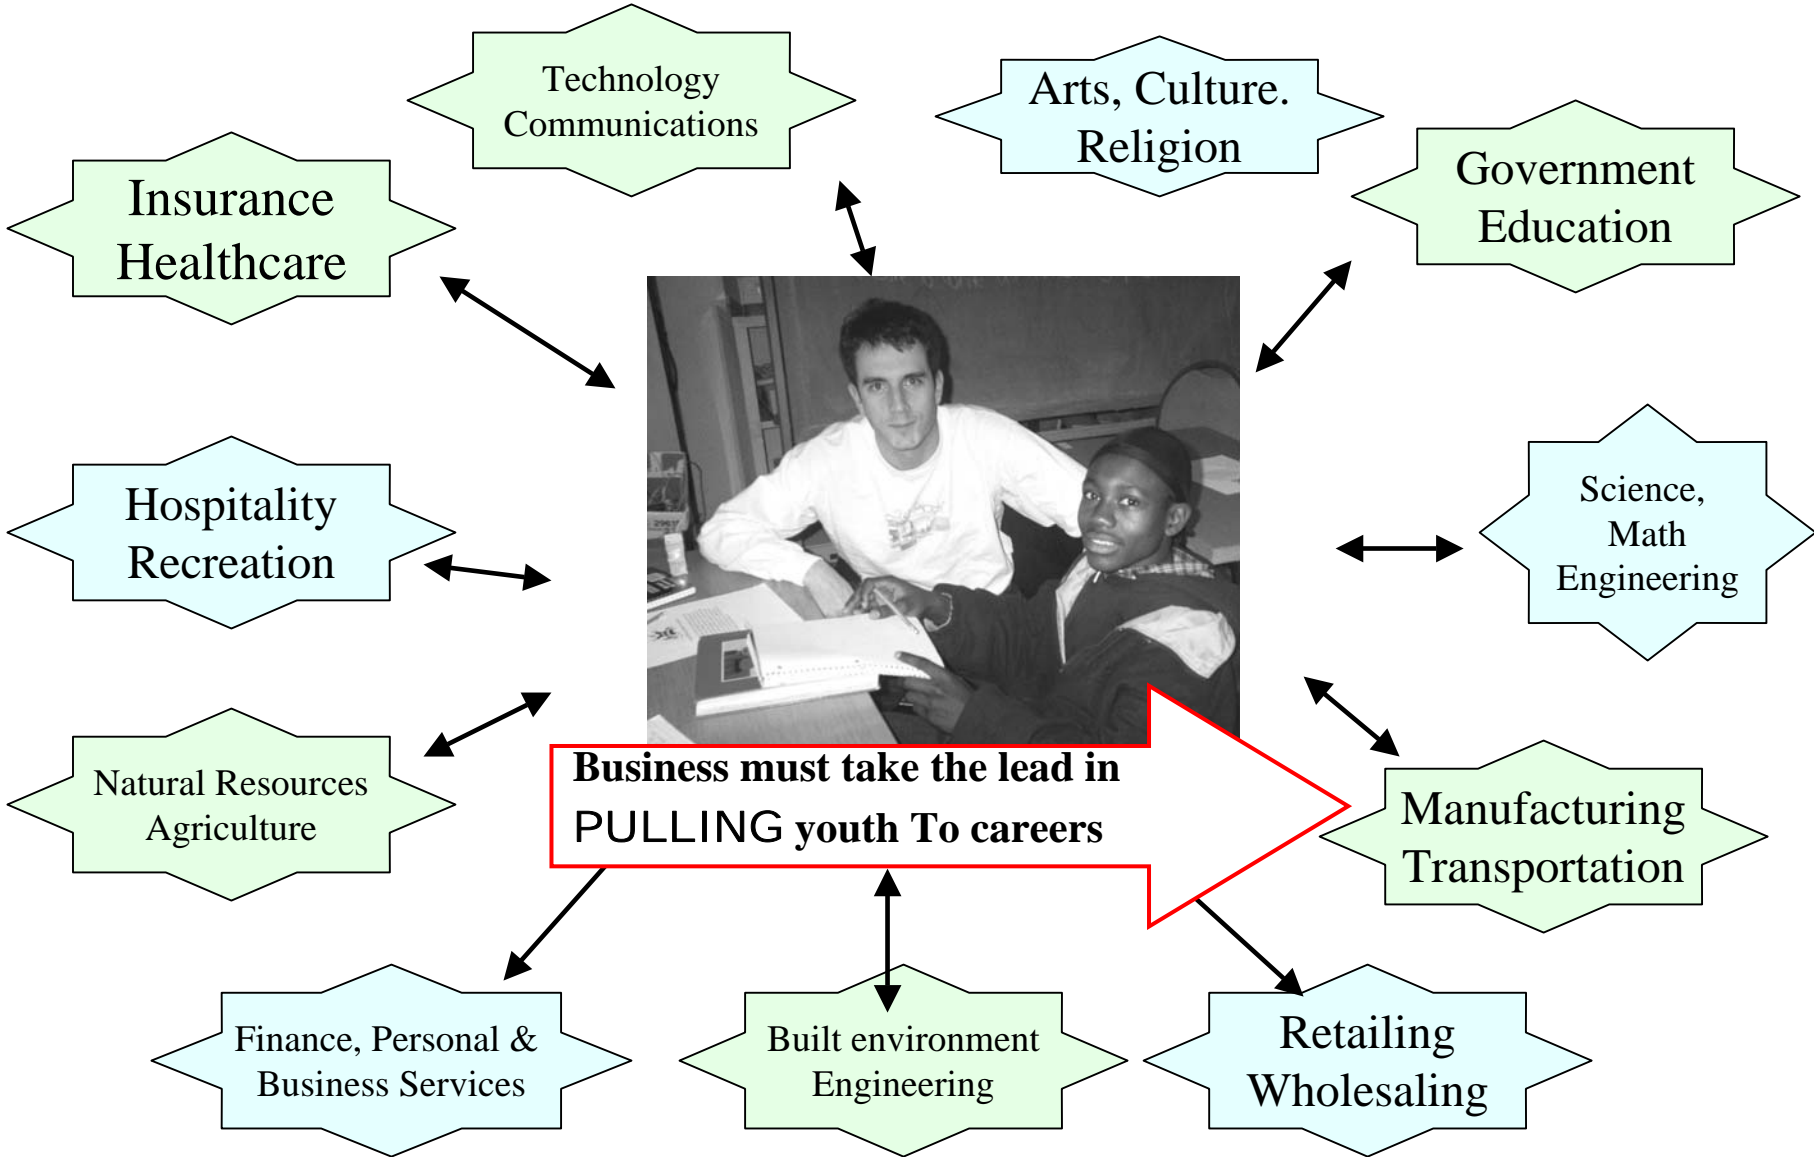 Technology
Communications
Arts, Culture.
Religion
Government
Education
Insurance
Healthcare
Hospitality
Recreation
Science,
Math
Engineering
Natural Resources
Agriculture
Business must take the lead in
PULLING youth To careers
Manufacturing
Transportation
Finance, Personal &
Business Services
Built environment
Engineering
Retailing
Wholesaling